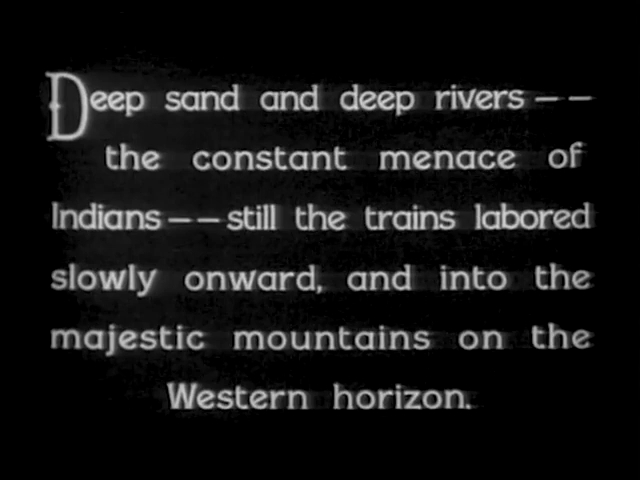 Deep sand and deep rivers — —
the constant menace of
Indians — — still the trains labored
slowly onward, and into the
majestic mountains on the
Western horizon.